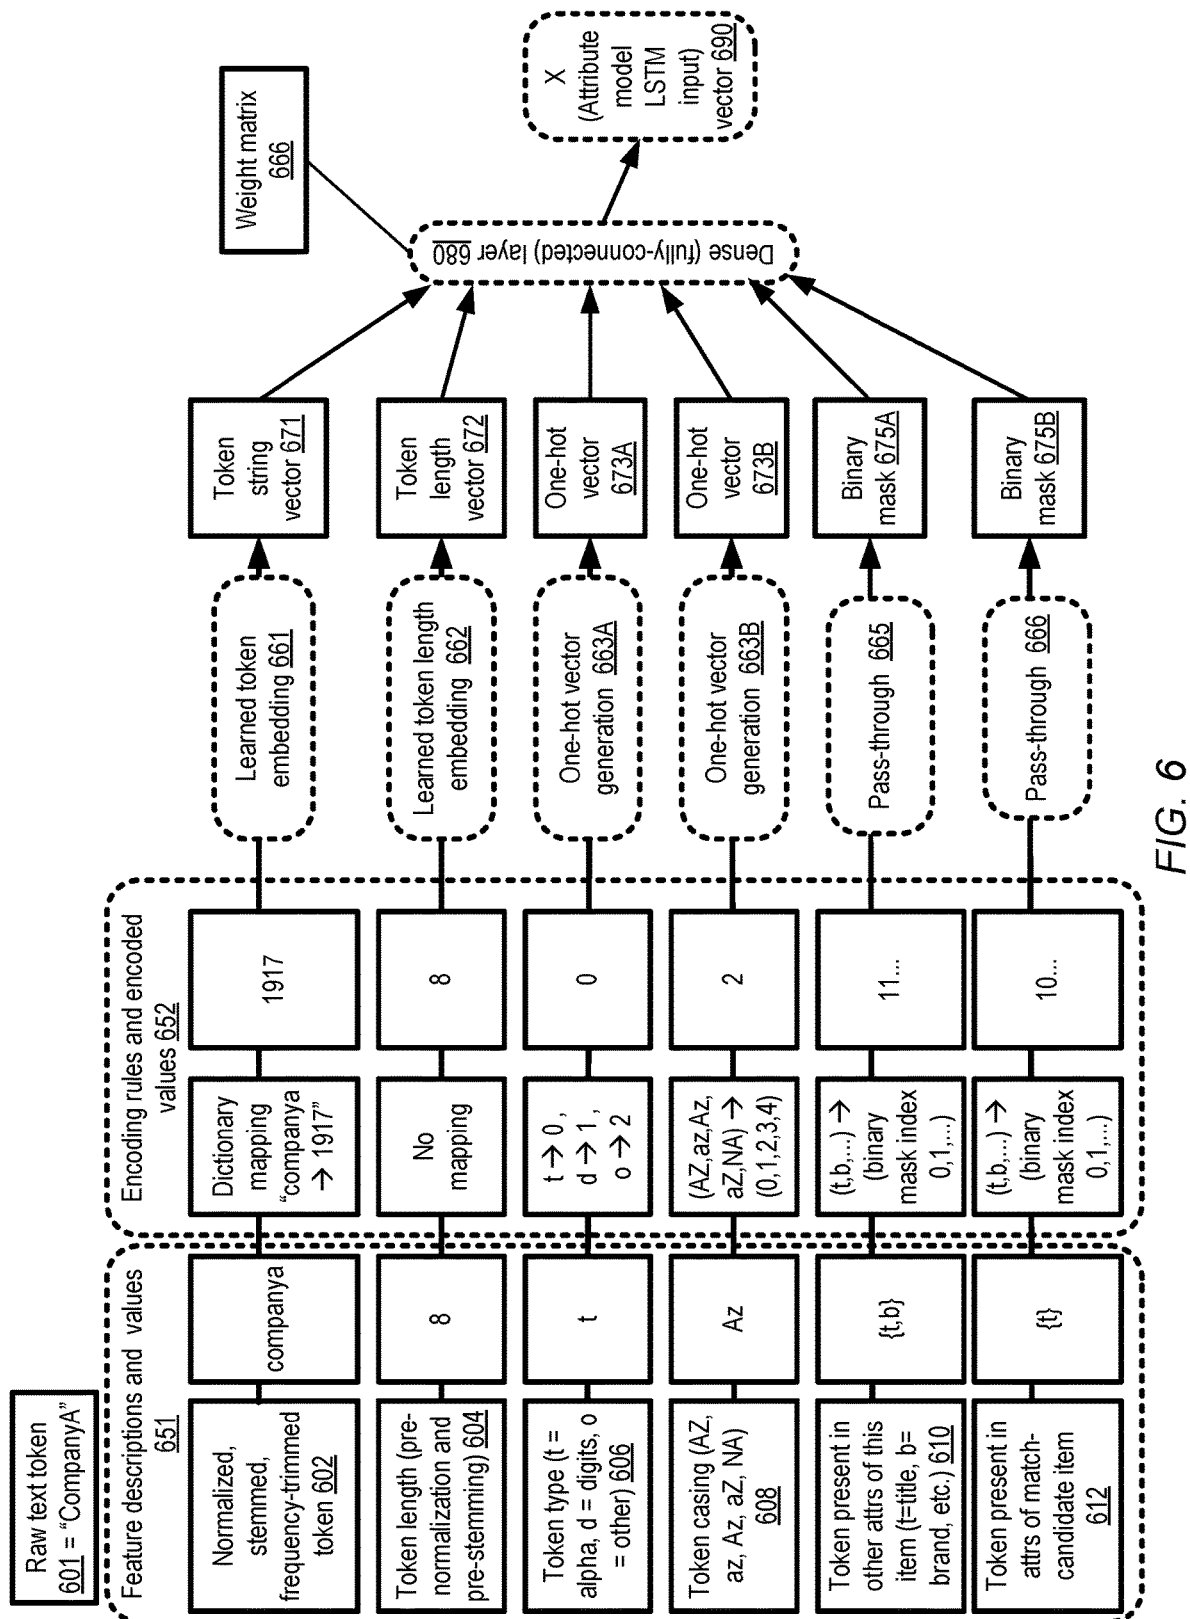 Raw text token
601 = “CompanyA”
Feature descriptions and values
651
Normalized,
stemmed,
frequency-trimmed
token 602
companya
Token length (pre-
normalization and
pre-stemming) 604
8
Token type (t =
alpha, d = digits, o
= other) 606
t
Token casing (AZ,
az, Az, aZ, NA)
608
Az
Token present in
other attrs of this
item (t=title, b=
brand, etc.) 610
{t,b}
Token present in
attrs of match-
candidate item
612
{t}
Encoding rules and encoded
values 652
Dictionary
mapping
“companya
→ 1917”
1917
No
mapping
8
t → 0,
d → 1,
o → 2
0
(AZ,az,Az,
aZ,NA) →
(0,1,2,3,4)
2
(t,b,...) →
(binary
mask index
0,1,...)
11...
(t,b,...) →
(binary
mask index
0,1,...)
10...
Learned token
embedding 661
Learned token length
embedding 662
One-hot vector
generation 663A
One-hot vector
generation 663B
Pass-through 665
Pass-through 666
Token
string
vector 671
Token
length
vector 672
One-hot
vector
673A
One-hot
vector
673B
Binary
mask 675A
Binary
mask 675B
Weight matrix
666
Dense (fully-connected) layer 680
X
(Attribute
model
LSTM
input)
vector 690
FIG. 6